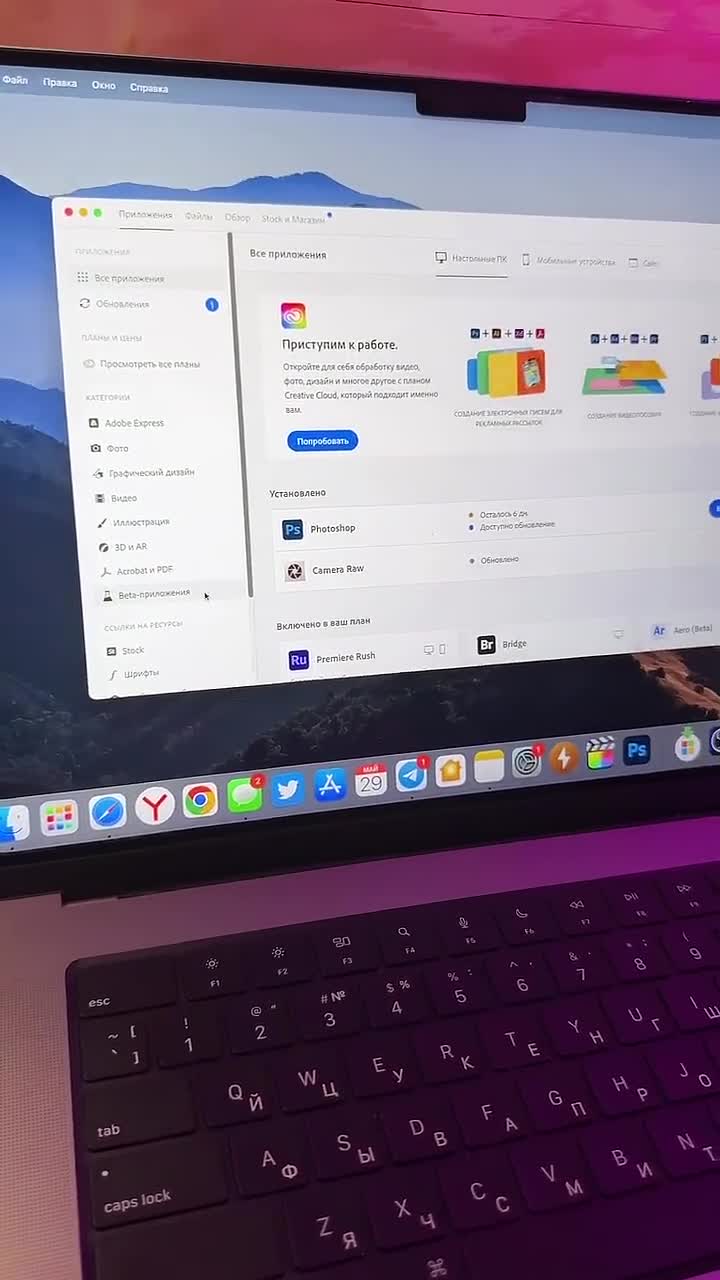 Файл Правка Окно Справка
Приложения Файлы Обзор Stock и Магазин
ПРИЛОЖЕНИЯ
Все приложения
Обновления 1
ПЛАНЫ И ЦЕНЫ
Просмотреть все планы
КАТЕГОРИИ
Adobe Express
Фото
Графический дизайн
Видео
Иллюстрация
3D и AR
Acrobat и PDF
Beta-приложения
ССЫЛКИ НА РЕСУРСЫ
Stock
Шрифты
Все приложения
Настольные ПК Мобильные устройства
Приступим к работе.
Откройте для себя обработку видео,
фото, дизайн и многое другое с планом
Creative Cloud, который подходит именно
вам.
Попробовать
СОЗДАНИЕ ЭЛЕКТРОННЫХ ПИСЕМ ДЛЯ
РЕКЛАМНЫХ РАССЫЛОК
СОЗДАНИЕ ВИДЕОПОСОБИЯ
Установлено
Ps Photoshop
Осталось 6 дн.
Доступно обновление
Camera Raw Обновлено
Включено в ваш план
Ru Premiere Rush Br Bridge Ar Aero (Beta)
2 МАЙ 29 1 1 Ps
esc F1 F2 F3 F4 F5 F6 F7 F8 F9
~ [ ` ] ! 1 @ " 2 # № 3 $ % 4 % : 5 ^ , 6 & . 7 * ; 8 ( 9
tab Q Й W Ц E У R К T Е Y Н U Г I Ш
caps lock A Ф S Ы D В F А G П H Р J О
Z Я X Ч C С V М B И N Т
⌘